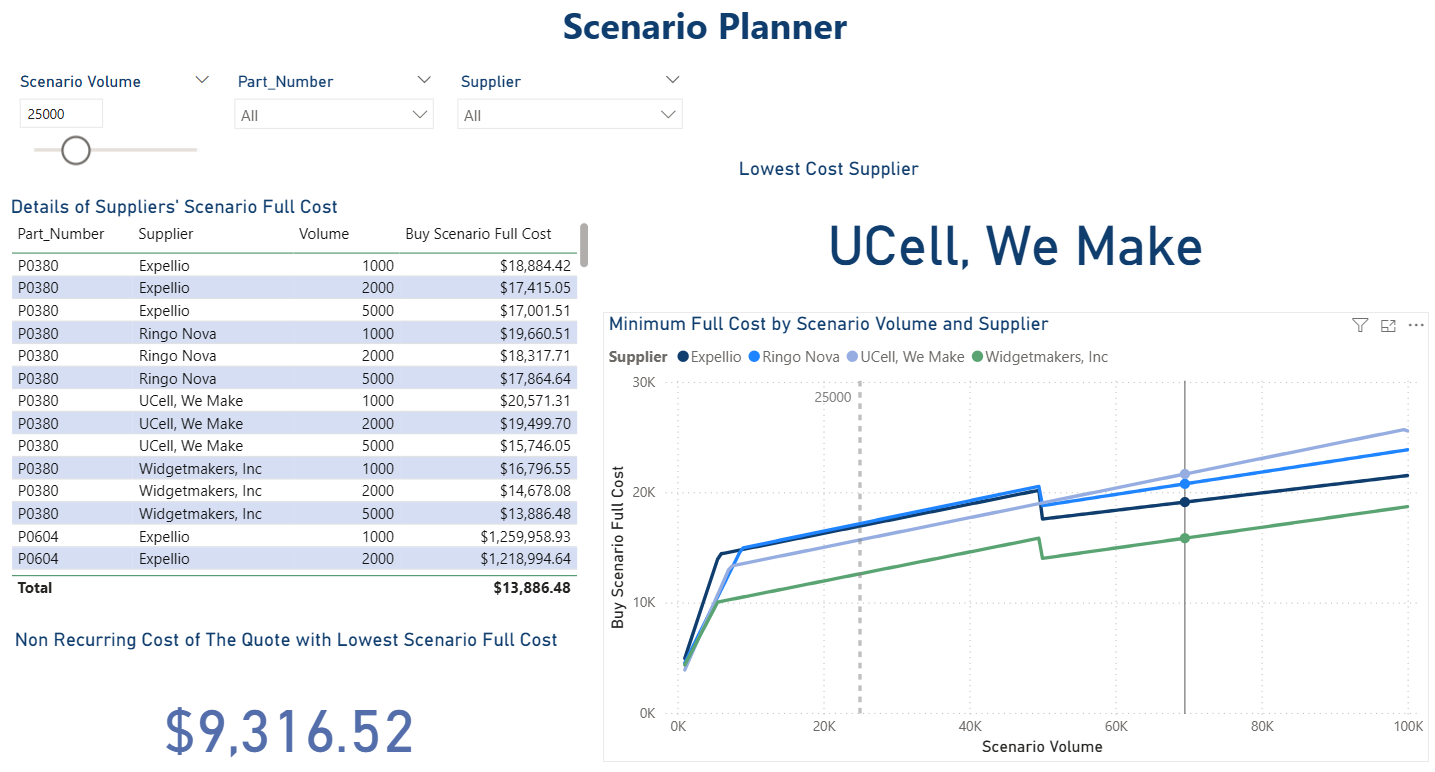 Scenario Planner
Scenario Volume
Part_Number
Supplier
25000
All
All
Lowest Cost Supplier
UCell, We Make
Details of Suppliers' Scenario Full Cost
Part_Number Supplier Volume Buy Scenario Full Cost
P0380 Expellio 1000 $18,884.42
P0380 Expellio 2000 $17,415.05
P0380 Expellio 5000 $17,001.51
P0380 Ringo Nova 1000 $19,660.51
P0380 Ringo Nova 2000 $18,317.71
P0380 Ringo Nova 5000 $17,864.64
P0380 UCell, We Make 1000 $20,571.31
P0380 UCell, We Make 2000 $19,499.70
P0380 UCell, We Make 5000 $15,746.05
P0380 Widgetmakers, Inc 1000 $16,796.55
P0380 Widgetmakers, Inc 2000 $14,678.08
P0380 Widgetmakers, Inc 5000 $13,886.48
P0604 Expellio 1000 $1,259,958.93
P0604 Expellio 2000 $1,218,994.64
Total $13,886.48
Non Recurring Cost of The Quote with Lowest Scenario Full Cost
$9,316.52
Minimum Full Cost by Scenario Volume and Supplier
Supplier Expellio Ringo Nova UCell, We Make Widgetmakers, Inc
30K
25000
20K
10K
0K
Buy Scenario Full Cost
0K 20K 40K 60K 80K 100K
Scenario Volume